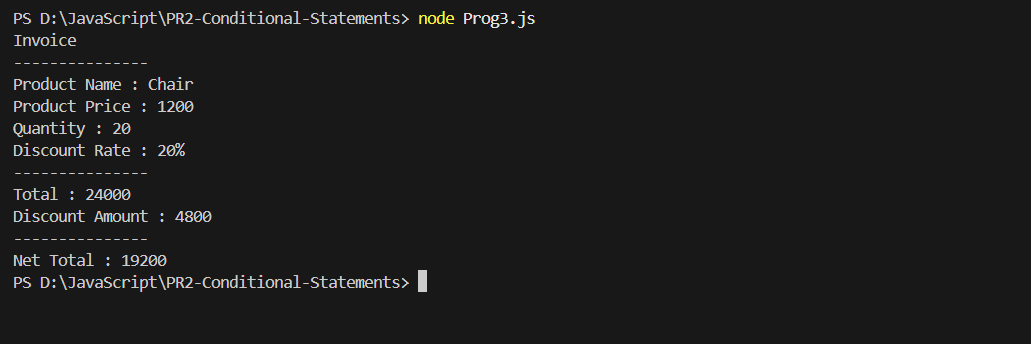 PS D:\JavaScript\PR2-Conditional-Statements> node Prog3.js
Invoice
---------------
Product Name : Chair
Product Price : 1200
Quantity : 20
Discount Rate : 20%
---------------
Total : 24000
Discount Amount : 4800
---------------
Net Total : 19200
PS D:\JavaScript\PR2-Conditional-Statements>